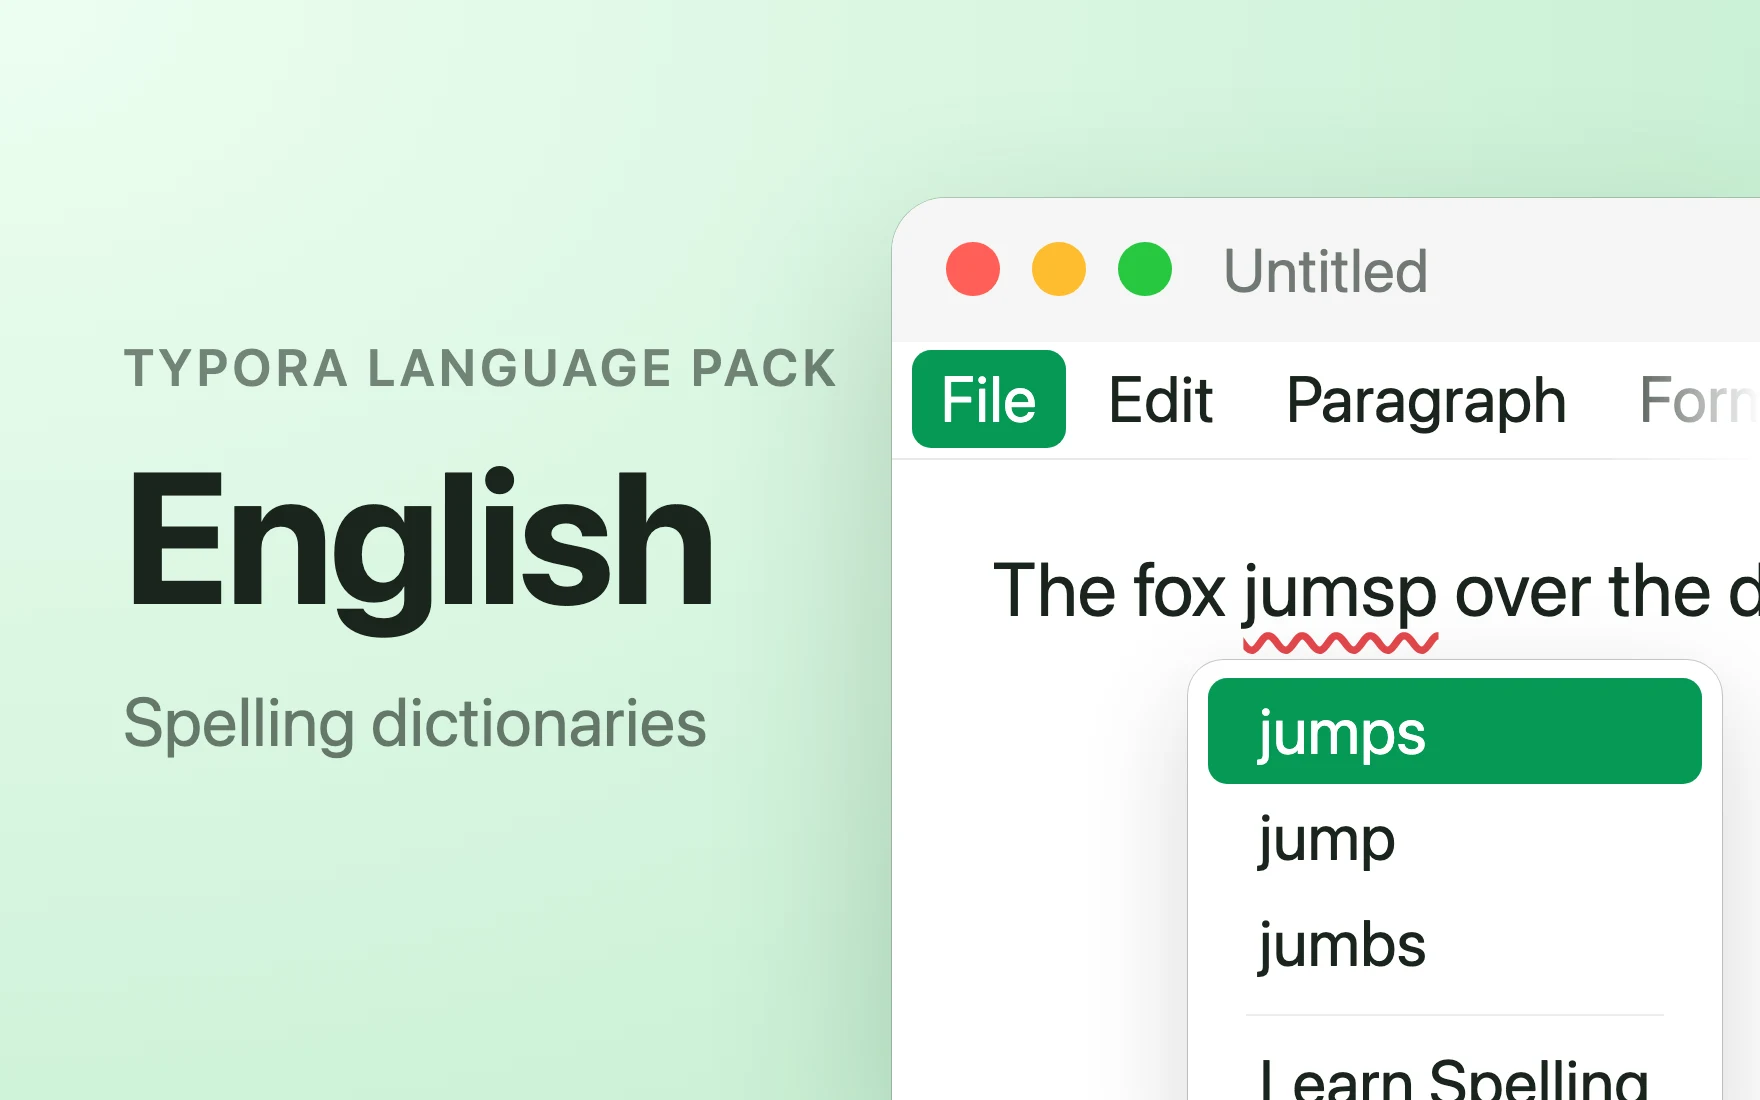 TYPORA LANGUAGE PACK
English
Spelling dictionaries
Untitled
File Edit Paragraph
The fox jumsp over the
jumps
jump
jumbs
Learn Spelling